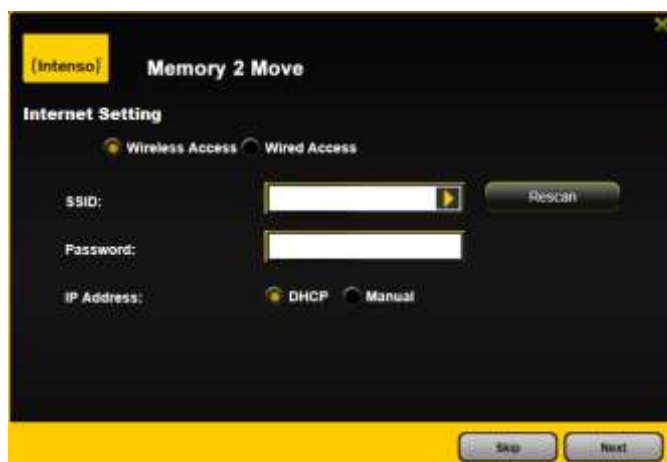 (Intenso)
Memory 2 Move
Internet Setting
Wireless Access Wired Access
SSID: Rescan
Password:
IP Address: DHCP Manual
Skip Next